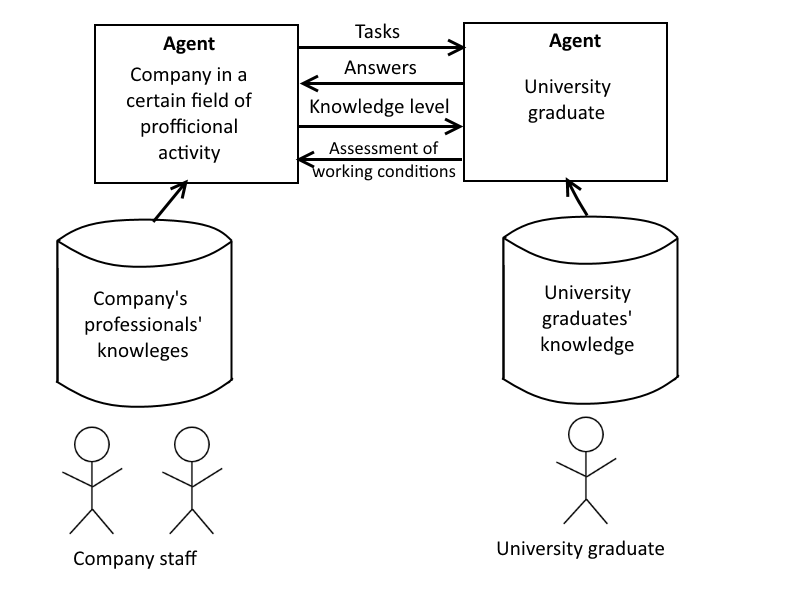 Agent
Company in a
certain field of
profficional
activity
Tasks
Answers
Knowledge level
Assessment of
working conditions
Agent
University
graduate
Company's
professionals'
knowleges
University
graduates'
knowledge
Company staff
University graduate